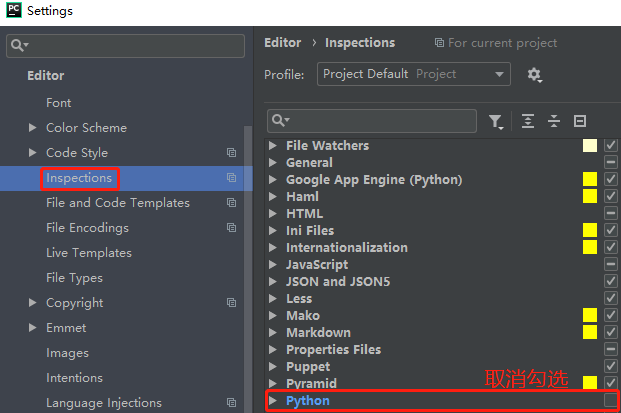 PC Settings
Editor
Font
Color Scheme
Code Style
Inspections
File and Code Templates
File Encodings
Live Templates
File Types
Copyright
Emmet
Images
Intentions
Language Injections
Editor › Inspections For current project
Profile: Project Default Project
File Watchers
General
Google App Engine (Python)
Haml
HTML
Ini Files
Internationalization
JavaScript
JSON and JSON5
Less
Mako
Markdown
Properties Files
Puppet
Pyramid 取消勾选
Python